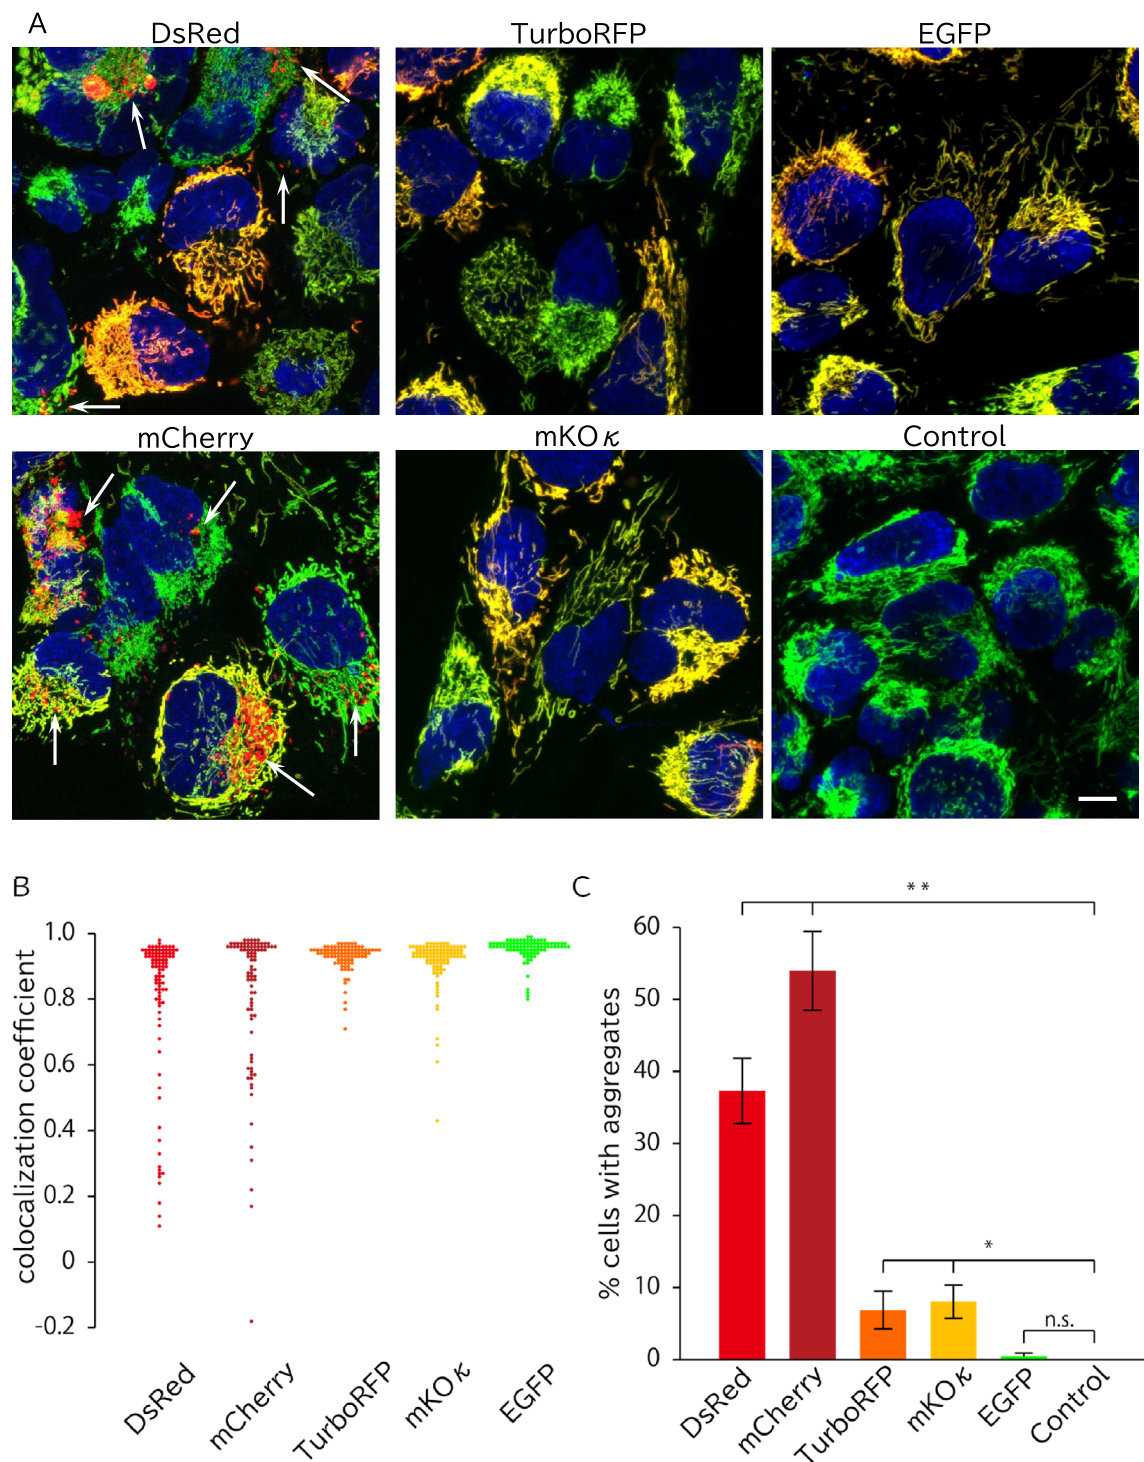 A
DsRed
TurboRFP
EGFP
mCherry
mKOκ
Control
B
colocalization coefficient
1.0
0.8
0.6
0.4
0.2
0
-0.2
DsRed
mCherry
TurboRFP
mKOκ
EGFP
C
% cells with aggregates
60
50
40
30
20
10
0
**
*
n.s.
DsRed
mCherry
TurboRFP
mKOκ
EGFP
Control